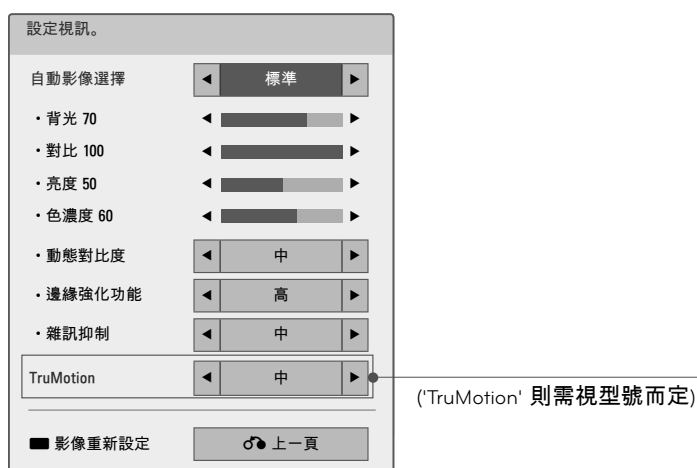 設定視訊。
自動影像選擇 ◀ 標準 ▶
・背光 70 ◀ ▶
・對比 100 ◀ ▶
・亮度 50 ◀ ▶
・色濃度 60 ◀ ▶
・動態對比度 ◀ 中 ▶
・邊緣強化功能 ◀ 高 ▶
・雜訊抑制 ◀ 中 ▶
TruMotion ◀ 中 ▶
('TruMotion' 則需視型號而定)
影像重新設定 上一頁